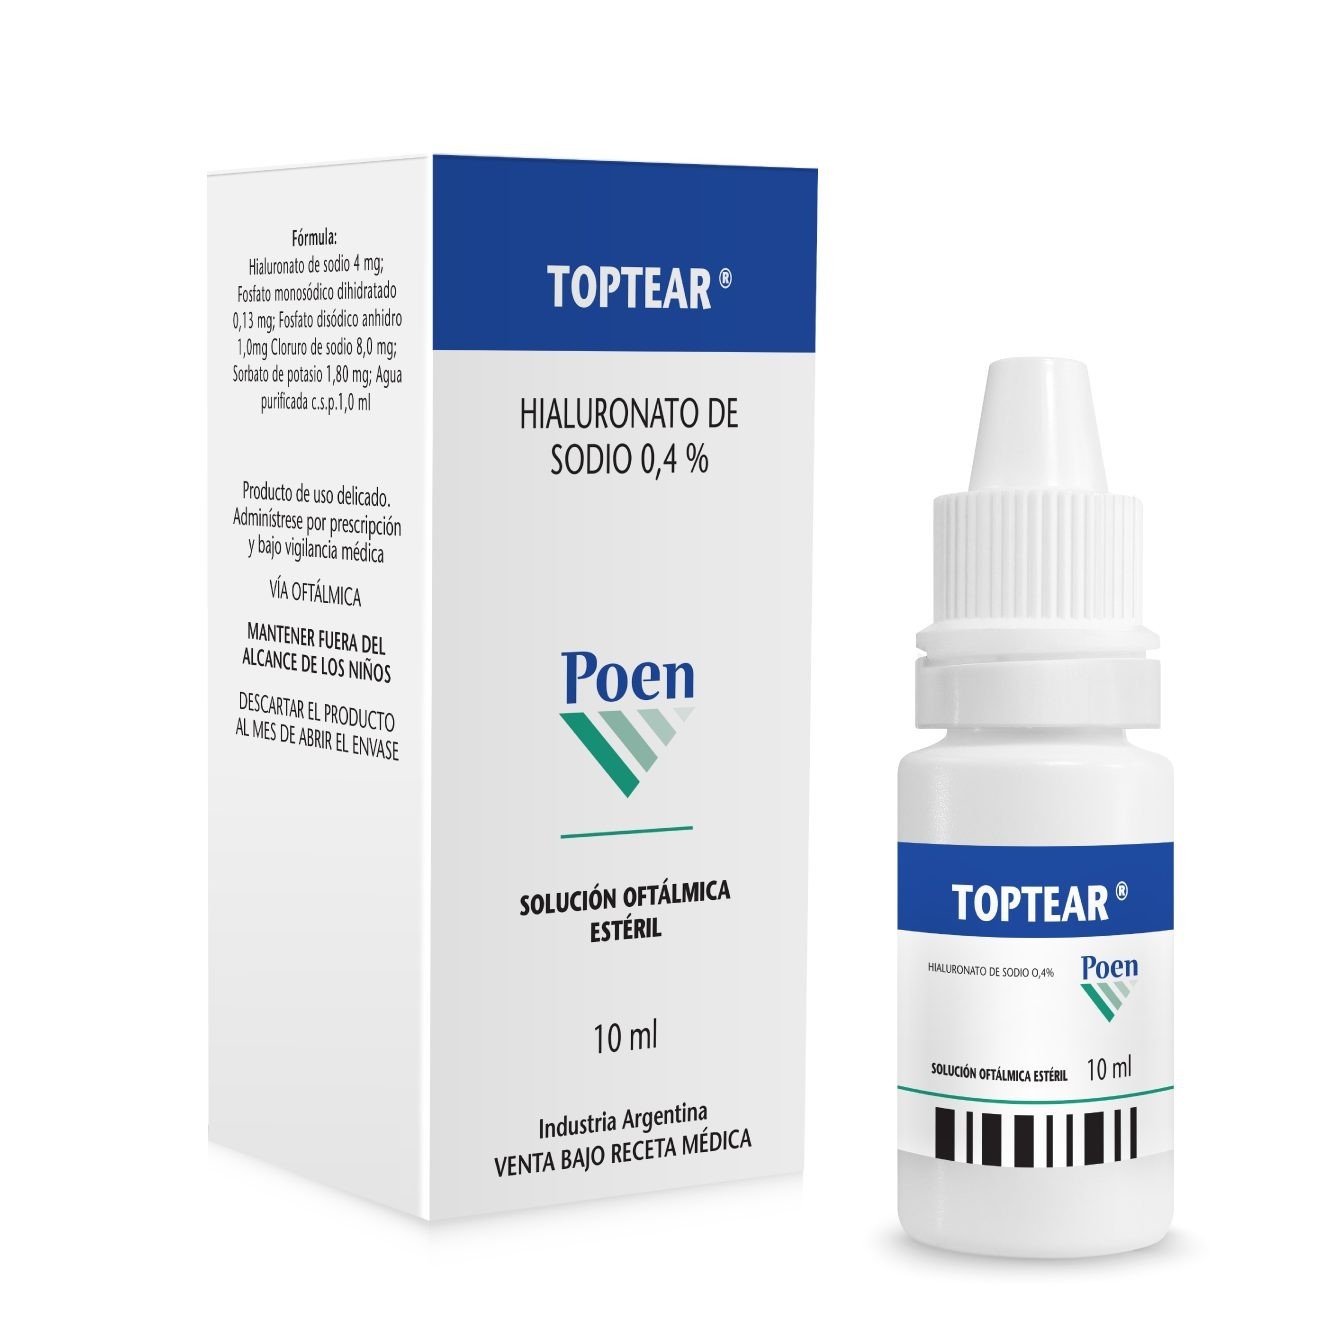 Fórmula:
Hialuronato de sodio 4 mg;
Fosfato monosódico dihidratado
0,13 mg; Fosfato disódico anhidro
1,0mg Cloruro de sodio 8,0 mg;
Sorbato de potasio 1,80 mg; Agua
purificada c.s.p.1,0 ml
Producto de uso delicado.
Adminístrese por prescripción
y bajo vigilancia médica
VÍA OFTÁLMICA
MANTENER FUERA DEL
ALCANCE DE LOS NIÑOS
DESCARTAR EL PRODUCTO
AL MES DE ABRIR EL ENVASE
TOPTEAR ®
HIALURONATO DE
SODIO 0,4 %
Poen
SOLUCIÓN OFTÁLMICA
ESTÉRIL
10 ml
Industria Argentina
VENTA BAJO RECETA MÉDICA
TOPTEAR ®
HIALURONATO DE SODIO 0,4%
Poen
SOLUCIÓN OFTÁLMICA ESTÉRIL 10 ml